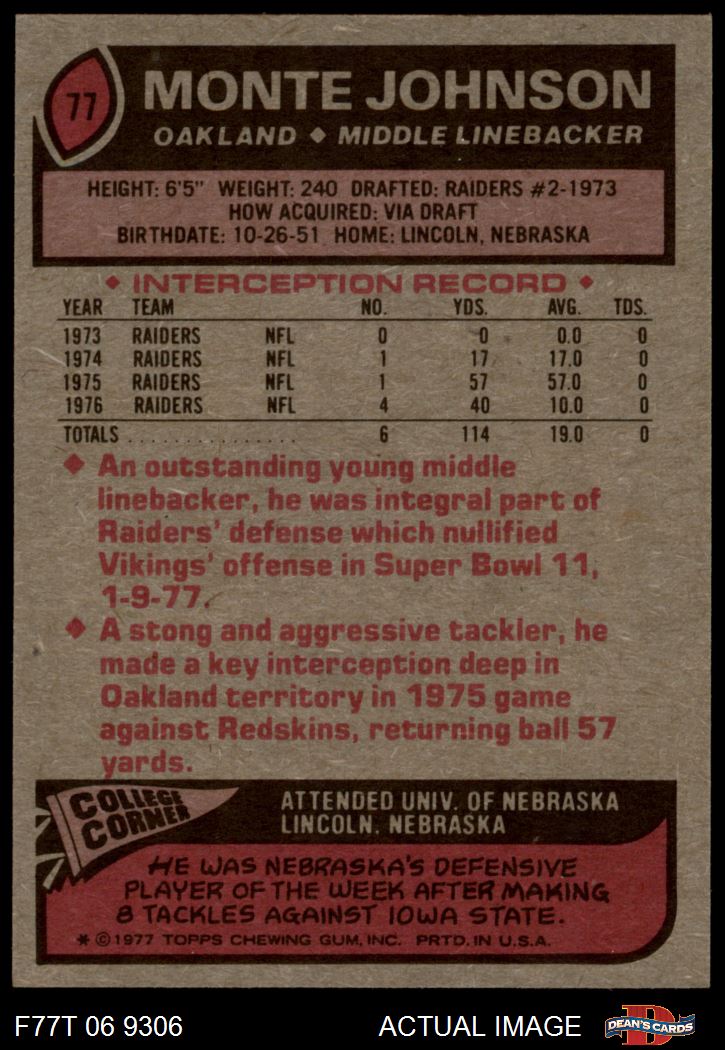 77
MONTE JOHNSON
OAKLAND ◆ MIDDLE LINEBACKER
HEIGHT: 6'5" WEIGHT: 240 DRAFTED: RAIDERS #2-1973
HOW ACQUIRED: VIA DRAFT
BIRTHDATE: 10-26-51 HOME: LINCOLN, NEBRASKA
◆ INTERCEPTION RECORD ◆
YEAR TEAM NO. YDS. AVG. TDS.
1973 RAIDERS NFL 0 0 0.0 0
1974 RAIDERS NFL 1 17 17.0 0
1975 RAIDERS NFL 1 57 57.0 0
1976 RAIDERS NFL 4 40 10.0 0
TOTALS . . . . . . . . . . . . . . . . 6 114 19.0 0
◆ An outstanding young middle
linebacker, he was integral part of
Raiders' defense which nullified
Vikings' offense in Super Bowl 11,
1-9-77.
◆ A stong and aggressive tackler, he
made a key interception deep in
Oakland territory in 1975 game
against Redskins, returning ball 57
yards.
COLLEGE
CORNER
ATTENDED UNIV. OF NEBRASKA
LINCOLN, NEBRASKA
HE WAS NEBRASKA'S DEFENSIVE
PLAYER OF THE WEEK AFTER MAKING
8 TACKLES AGAINST IOWA STATE.
* © 1977 TOPPS CHEWING GUM, INC. PRTD. IN U.S.A.
F77T 06 9306 ACTUAL IMAGE
D
DEAN'S CARDS